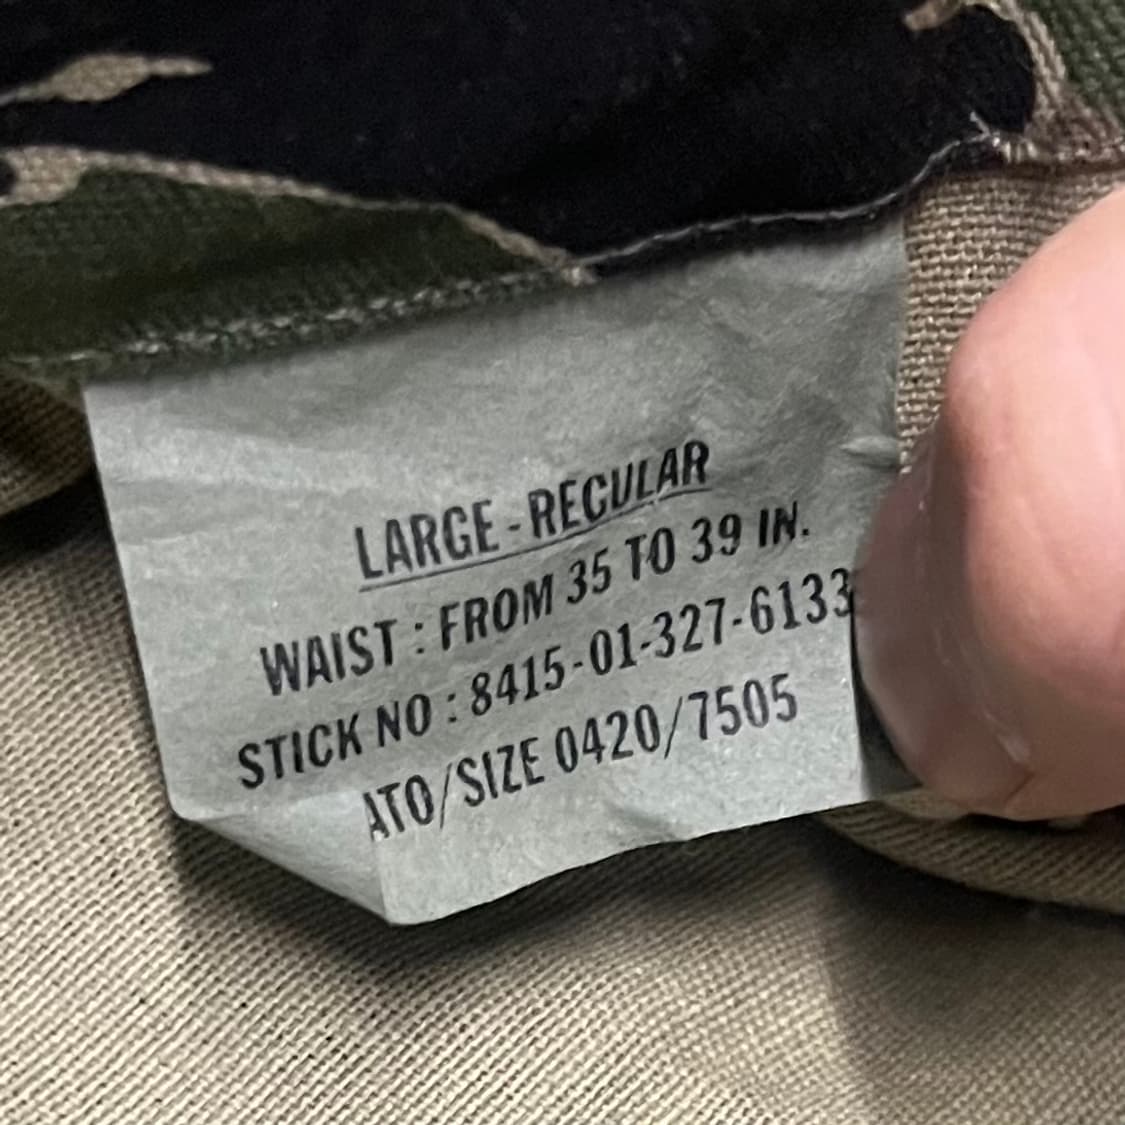 LARGE-REGULAR
WAIST : FROM 35 TO 39 IN.
STICK NO : 8415-01-327-6133
ATO/SIZE 0420/7505